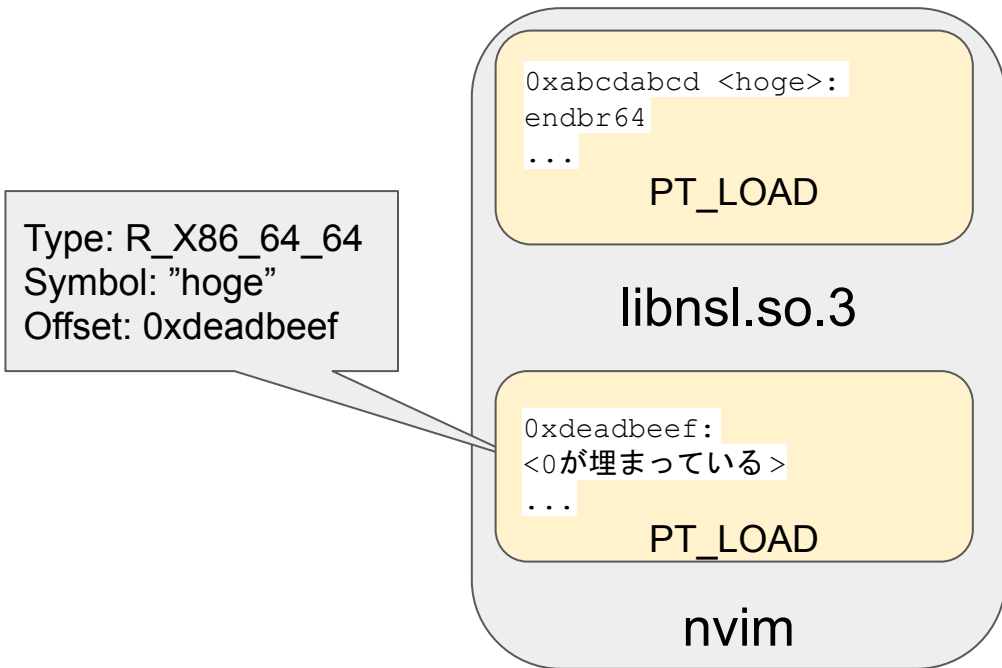 0xabcdabcd <hoge>:
endbr64
...
PT_LOAD
libnsl.so.3
Type: R_X86_64_64
Symbol: ”hoge”
Offset: 0xdeadbeef
0xdeadbeef:
<0が埋まっている>
...
PT_LOAD
nvim